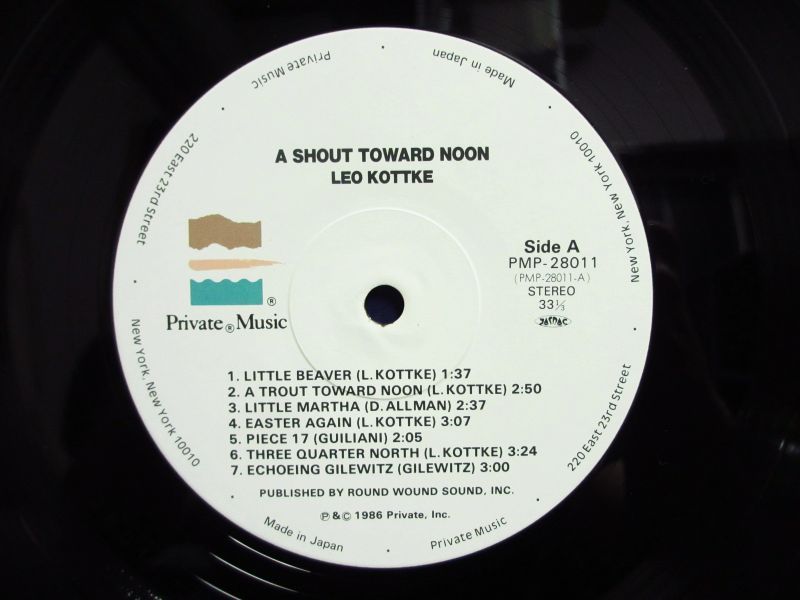 Private Music
Made in Japan
220 East 23rd Street
New York, New York 10010
A SHOUT TOWARD NOON
LEO KOTTKE
Side A
PMP-28011
(PMP-28011-A)
STEREO
33⅓
®
Private® Music
1. LITTLE BEAVER (L.KOTTKE) 1:37
2. A TROUT TOWARD NOON (L.KOTTKE) 2:50
3. LITTLE MARTHA (D.ALLMAN) 2:37
4. EASTER AGAIN (L.KOTTKE) 3:07
5. PIECE 17 (GUILIANI) 2:05
6. THREE QUARTER NORTH (L.KOTTKE) 3:24
7. ECHOEING GILEWITZ (GILEWITZ) 3:00
PUBLISHED BY ROUND WOUND SOUND, INC.
℗ & © 1986 Private, Inc.
New York, New York 10010
220 East 23rd Street
Made in Japan
Private Music